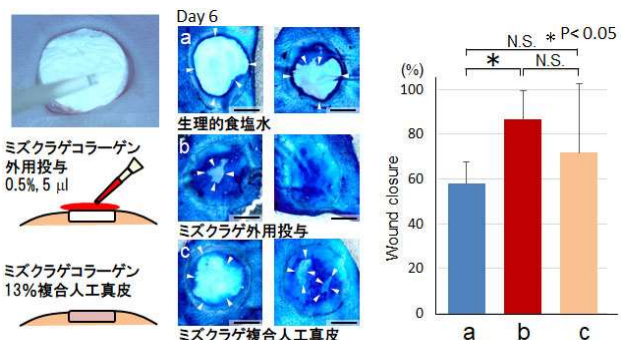 ミズクラゲコラーゲン
外用投与
0.5%, 5 μl
ミズクラゲコラーゲン
13%複合人工真皮
Day 6
a
生理的食塩水
b
ミズクラゲ外用投与
c
ミズクラゲ複合人工真皮
* P< 0.05
N.S.
* N.S.
(%)
100
80
60
40
20
0
Wound closure
a b c